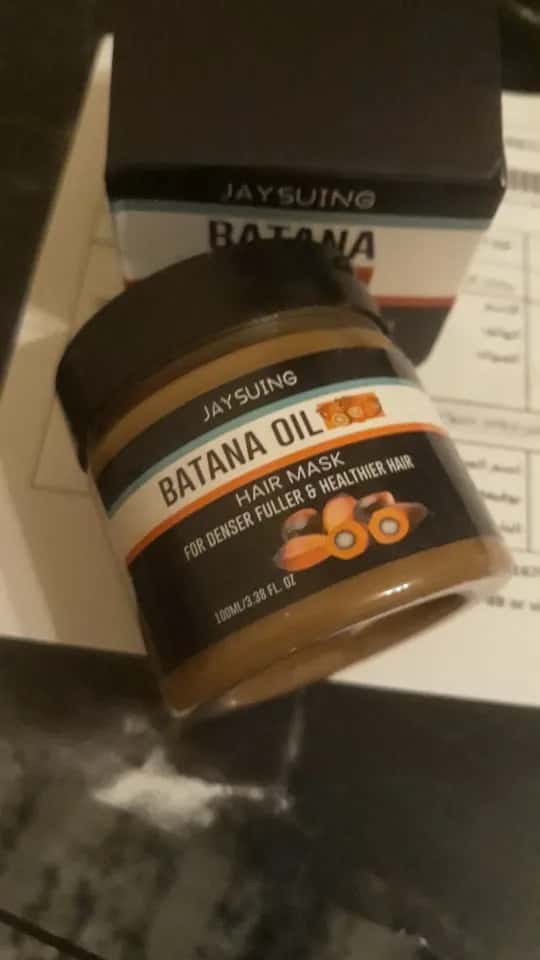 JAYSUING
BATANA
JAYSUING
BATANA OIL
HAIR MASK
FOR DENSER FULLER & HEALTHIER HAIR
100ML/3.38 FL. OZ